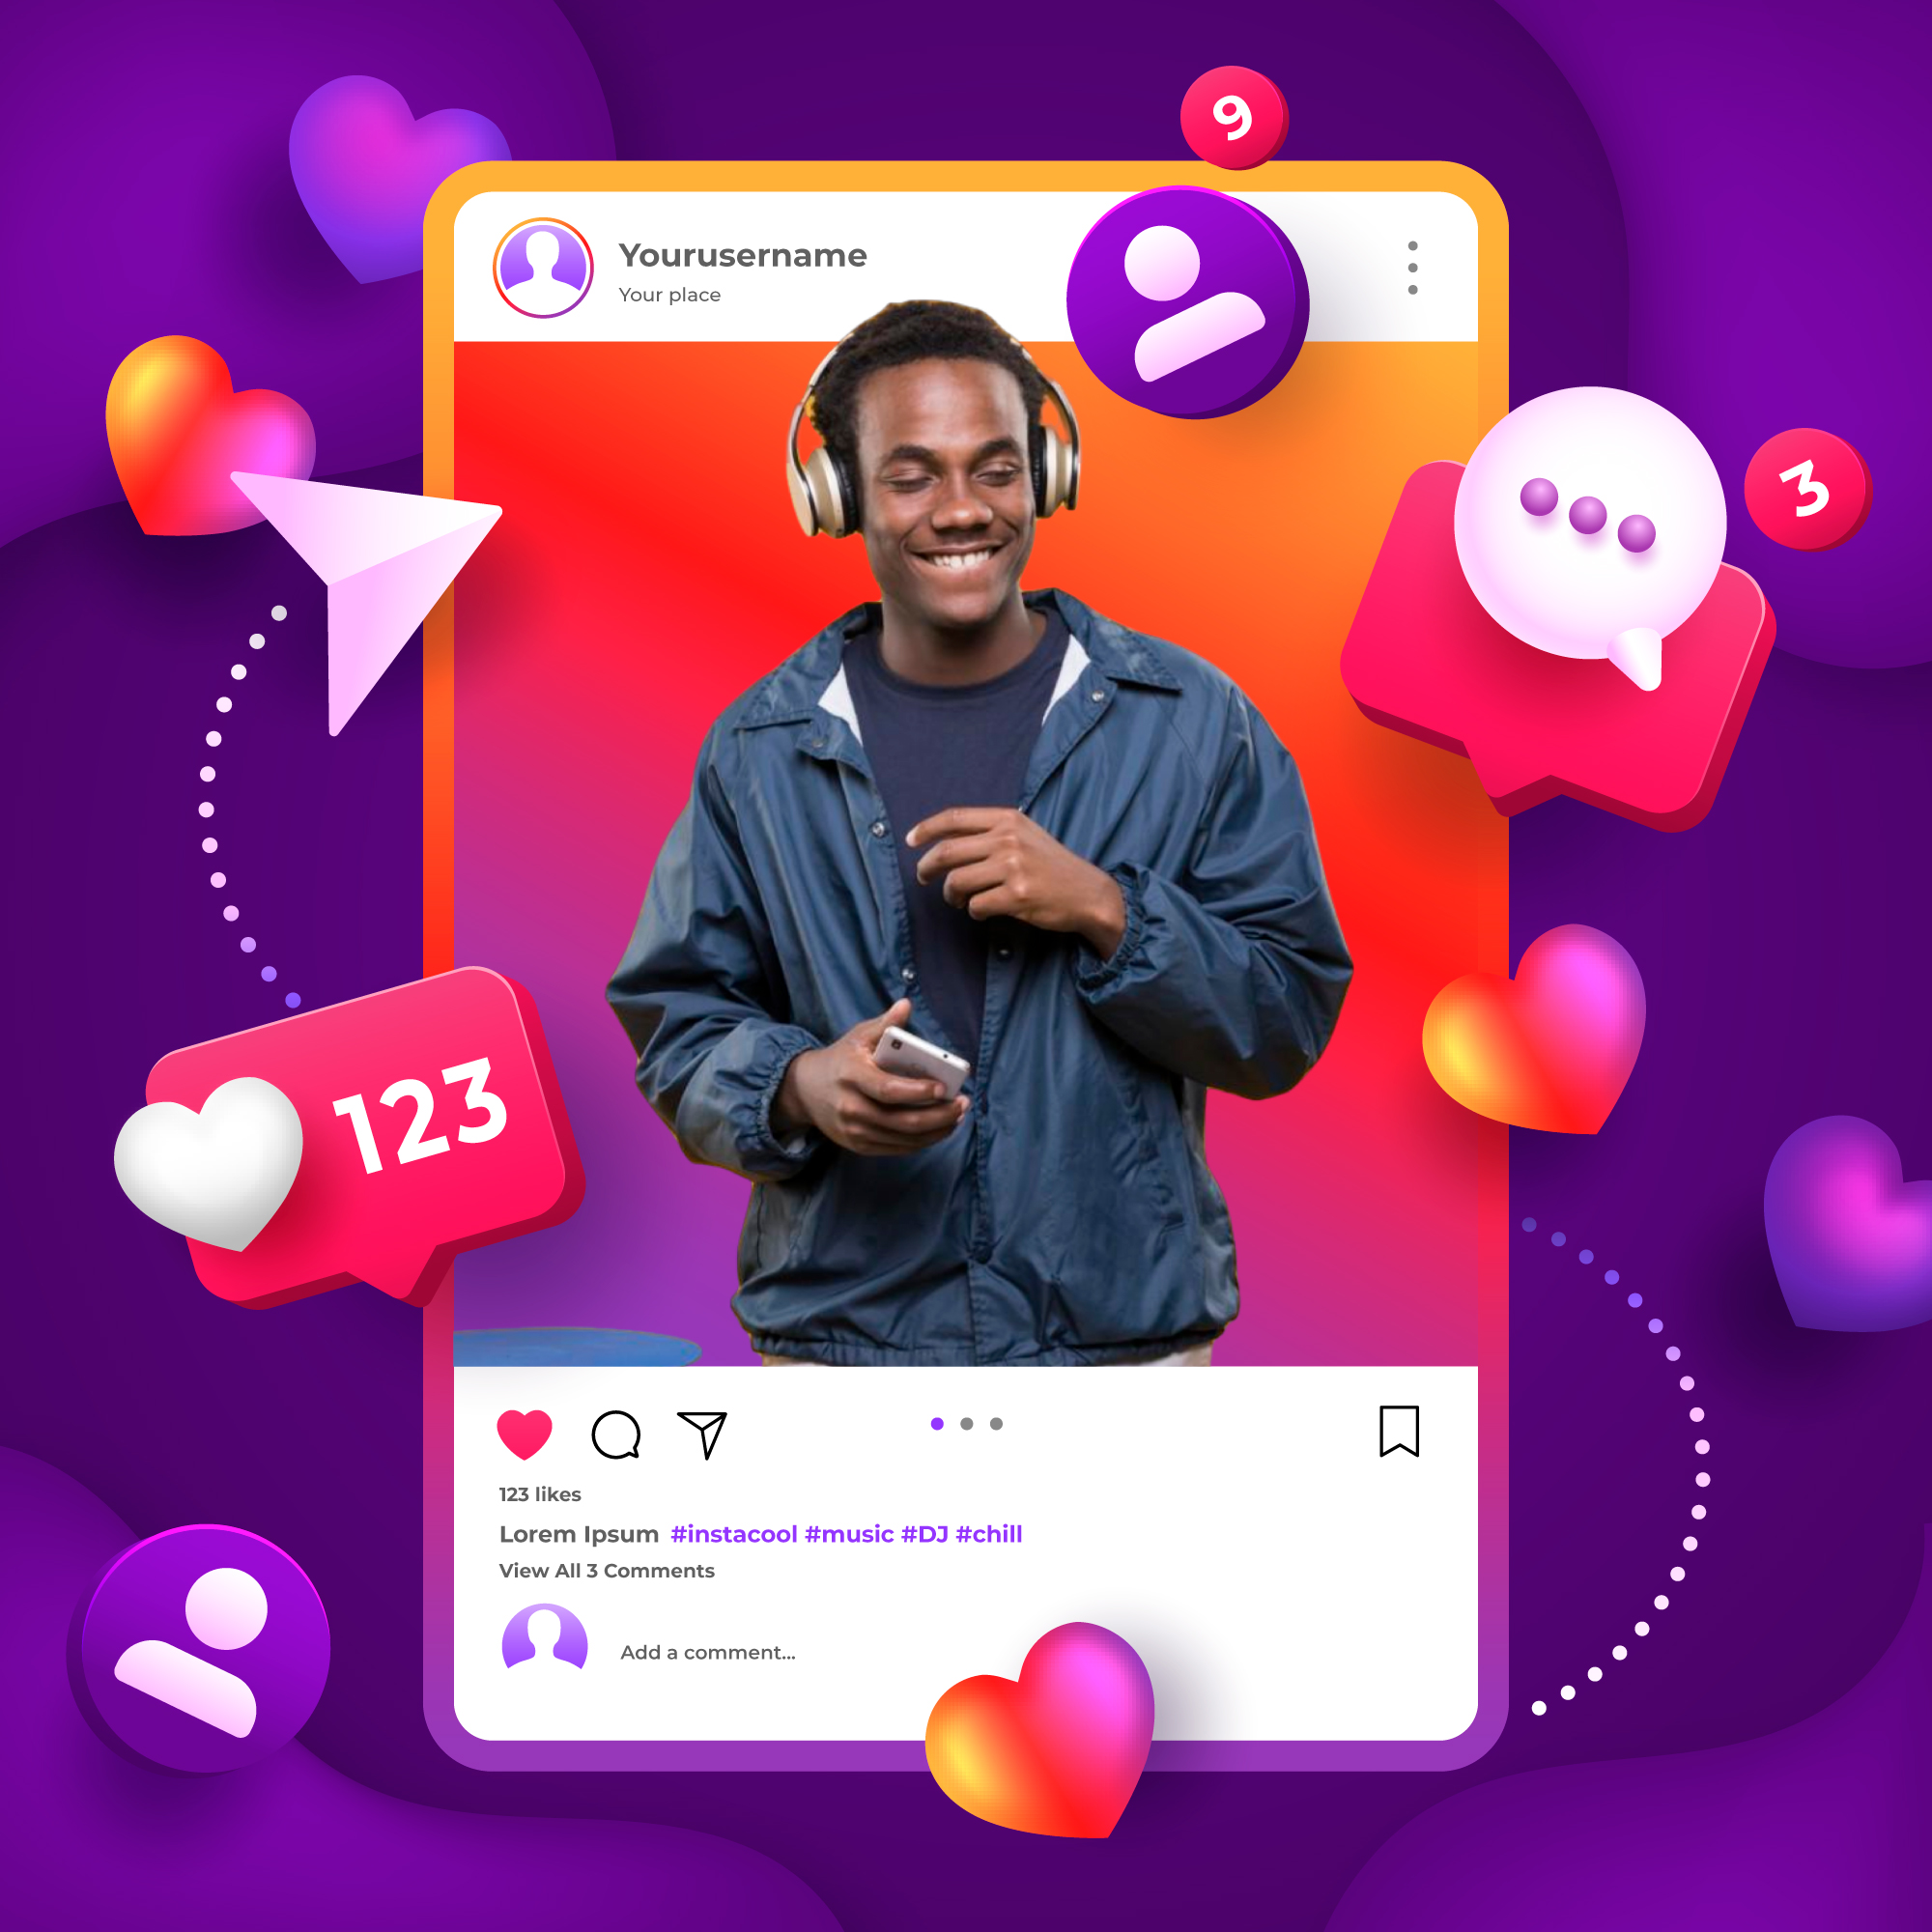 9
Yourusername
Your place
3
123
123 likes
Lorem Ipsum #instacool #music #DJ #chill
View All 3 Comments
Add a comment...